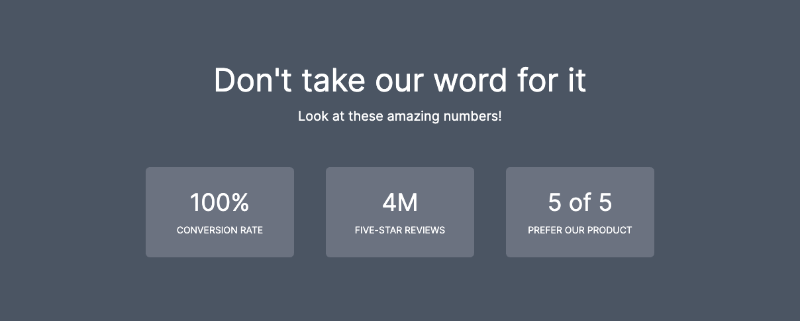 Don't take our word for it
Look at these amazing numbers!
100%
CONVERSION RATE
4M
FIVE-STAR REVIEWS
5 of 5
PREFER OUR PRODUCT